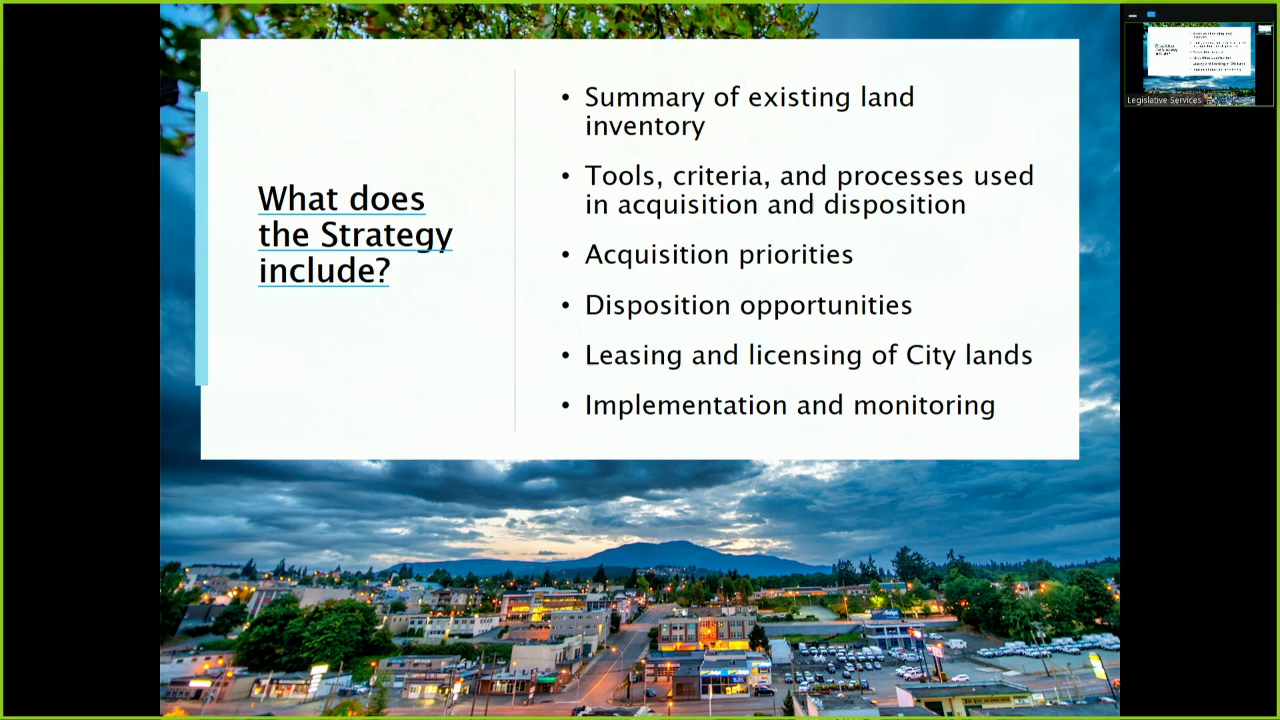 What does
the Strategy
include?
• Summary of existing land
inventory
• Tools, criteria, and processes used
in acquisition and disposition
• Acquisition priorities
• Disposition opportunities
• Leasing and licensing of City lands
• Implementation and monitoring
Legislative Services